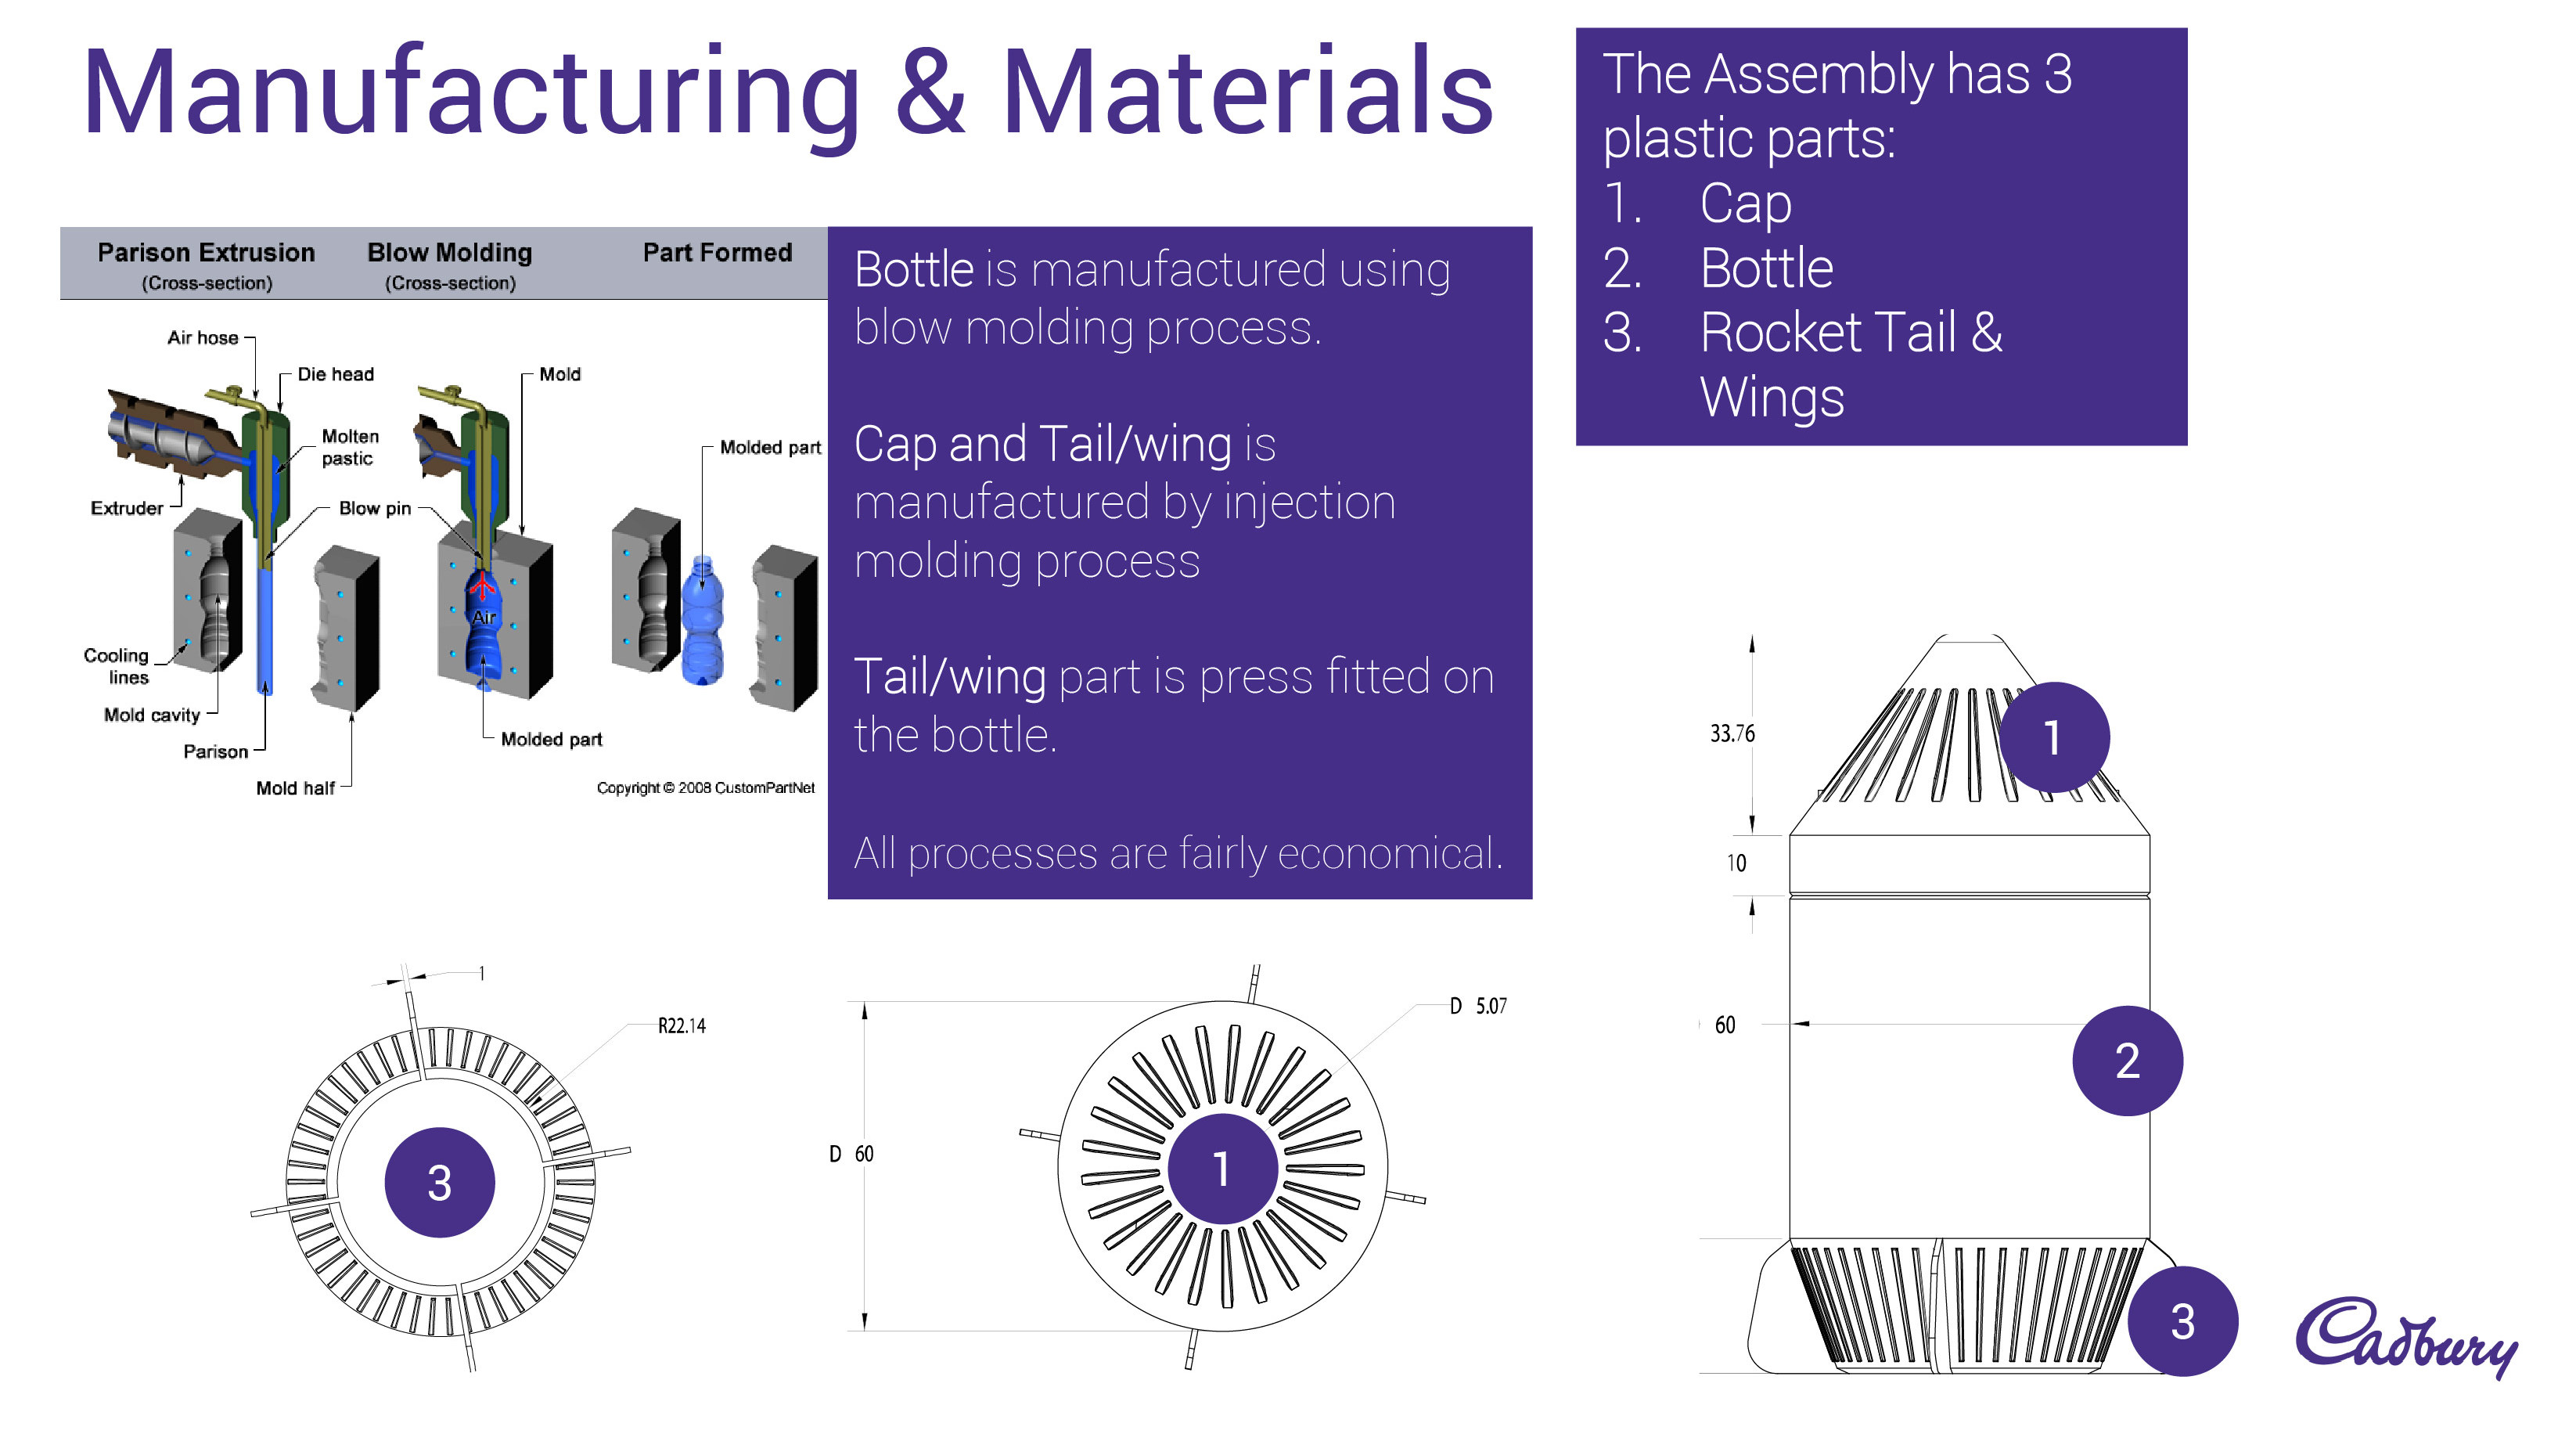 Manufacturing & Materials
The Assembly has 3
plastic parts:
1. Cap
2. Bottle
3. Rocket Tail &
Wings
Parison Extrusion
(Cross-section)
Blow Molding
(Cross-section)
Part Formed
Air hose
Die head
Molten
pastic
Extruder
Blow pin
Cooling
lines
Mold cavity
Parison
Mold half
Mold
Air
Molded part
Molded part
Copyright © 2008 CustomPartNet
Bottle is manufactured using
blow molding process.
Cap and Tail/wing is
manufactured by injection
molding process
Tail/wing part is press fitted on
the bottle.
All processes are fairly economical.
1
R22.14
3
D 60
D 5.07
1
33.76
10
60
1
2
3
Cadbury